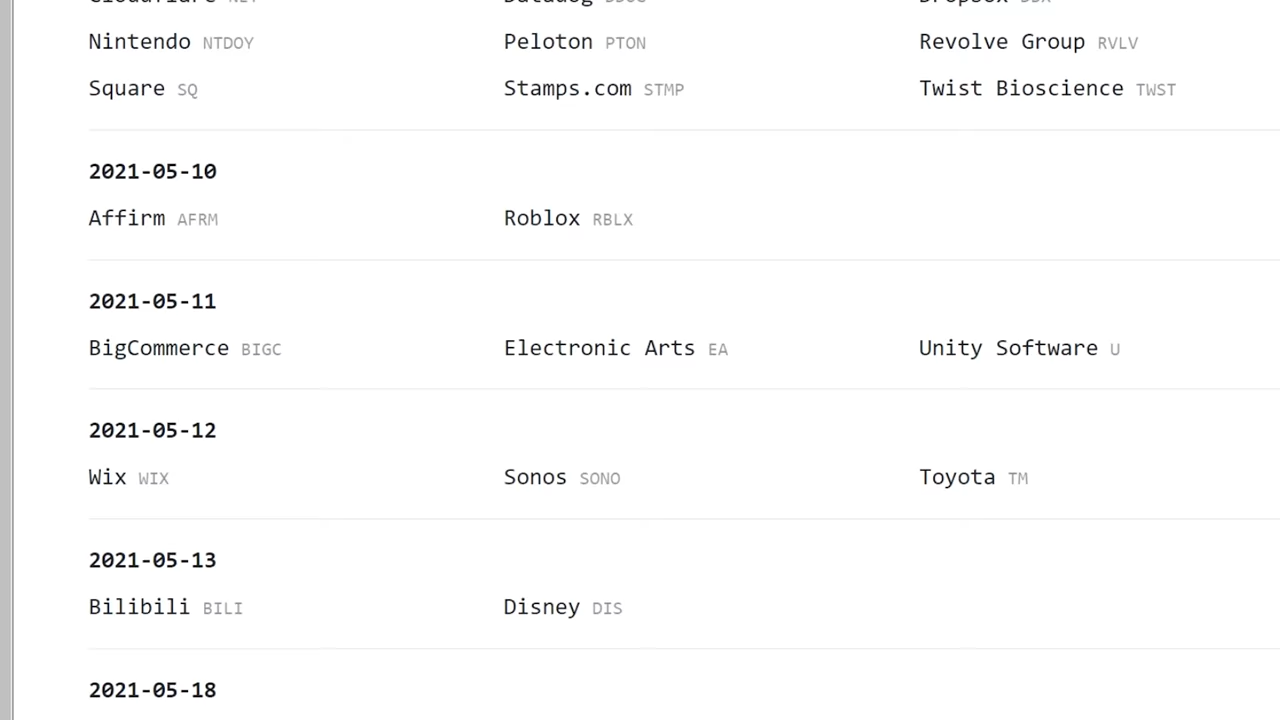 Nintendo NTDOY Peloton PTON Revolve Group RVLV
Square SQ Stamps.com STMP Twist Bioscience TWST
2021-05-10
Affirm AFRM Roblox RBLX
2021-05-11
BigCommerce BIGC Electronic Arts EA Unity Software U
2021-05-12
Wix WIX Sonos SONO Toyota TM
2021-05-13
Bilibili BILI Disney DIS
2021-05-18